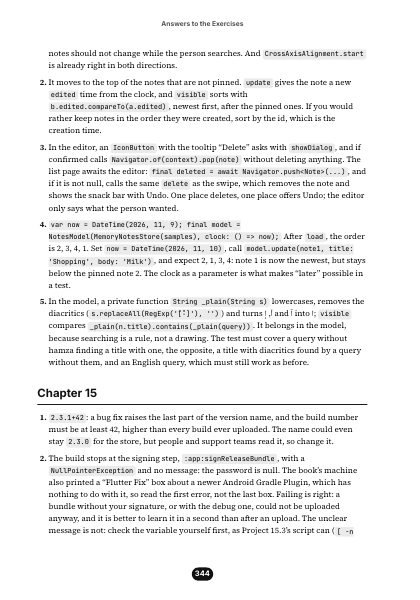 Answers to the Exercises
notes should not change while the person searches. And CrossAxisAlignment.start
is already right in both directions.
2. It moves to the top of the notes that are not pinned. update gives the note a new
edited time from the clock, and visible sorts with
b.edited.compareTo(a.edited), newest first, after the pinned ones. If you would
rather keep notes in the order they were created, sort by the id, which is the
creation time.
3. In the editor, an IconButton with the tooltip “Delete” asks with showDialog, and if
confirmed calls Navigator.of(context).pop(note) without deleting anything. The
list page awaits the editor: final deleted = await Navigator.push<Note>(...), and
if it is not null, calls the same delete as the swipe, which removes the note and
shows the snack bar with Undo. One place deletes, one place offers Undo; the editor
only says what the person wanted.
4. var now = DateTime(2026, 11, 9); final model =
NotesModel(MemoryNotesStore(samples), clock: () => now); After load, the order
is 2, 3, 4, 1. Set now = DateTime(2026, 11, 10), call model.update(note1, title:
'Shopping', body: 'Milk'), and expect 2, 1, 3, 4: note 1 is now the newest, but stays
below the pinned note 2. The clock as a parameter is what makes “later” possible in
a test.
5. In the model, a private function String _plain(String s) lowercases, removes the
diacritics (s.replaceAll(RegExp('[]'), '')) and turns أ, إ and آ into ا; visible
compares _plain(n.title).contains(_plain(query)). It belongs in the model,
because searching is a rule, not a drawing. The test must cover a query without
hamza finding a title with one, the opposite, a title with diacritics found by a query
without them, and an English query, which must still work as before.
Chapter 15
1. 2.3.1+42: a bug fix raises the last part of the version name, and the build number
must be at least 42, higher than every build ever uploaded. The name could even
stay 2.3.0 for the store, but people and support teams read it, so change it.
2. The build stops at the signing step, :app:signReleaseBundle, with a
NullPointerException and no message: the password is null. The book's machine
also printed a “Flutter Fix” box about a newer Android Gradle Plugin, which has
nothing to do with it, so read the first error, not the last box. Failing is right: a
bundle without your signature, or with the debug one, could not be uploaded
anyway, and it is better to learn it in a second than after an upload. The unclear
message is not: check the variable yourself first, as Project 15.3's script can ([ -n
344